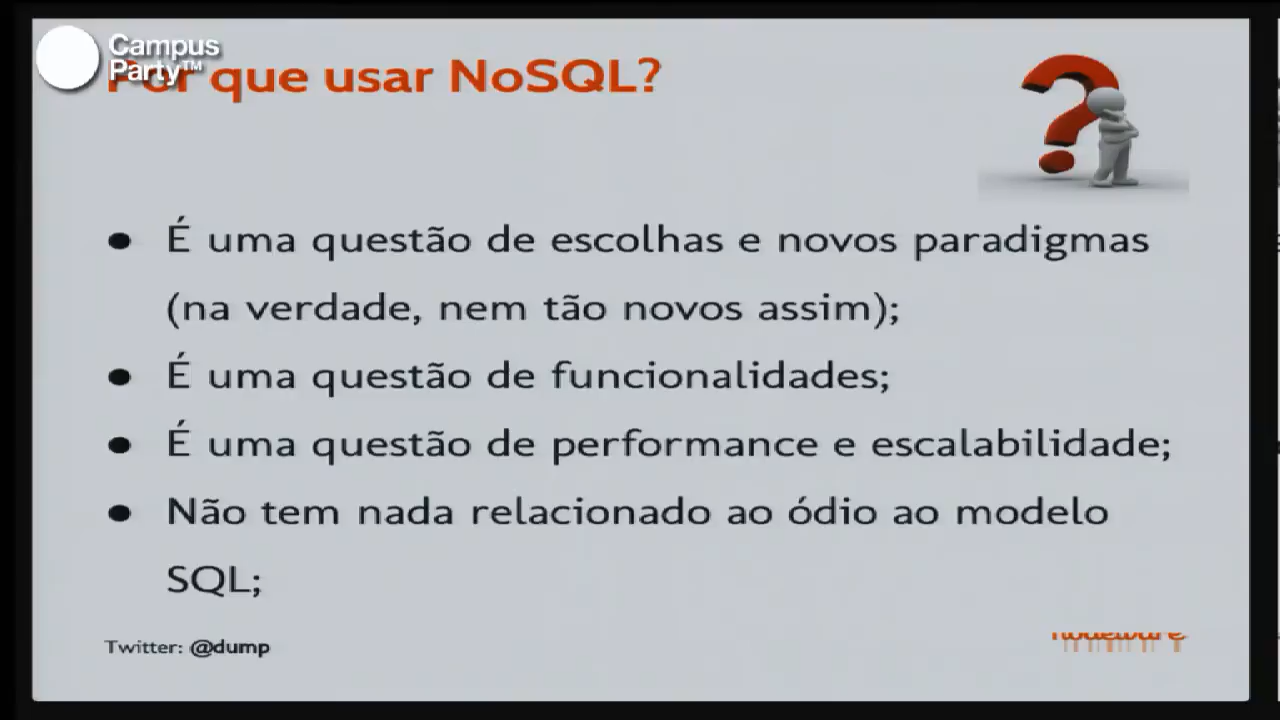 Campus
Party™
Por que usar NoSQL?
● É uma questão de escolhas e novos paradigmas
(na verdade, nem tão novos assim);
● É uma questão de funcionalidades;
● É uma questão de performance e escalabilidade;
● Não tem nada relacionado ao ódio ao modelo
SQL;
Twitter: @dump